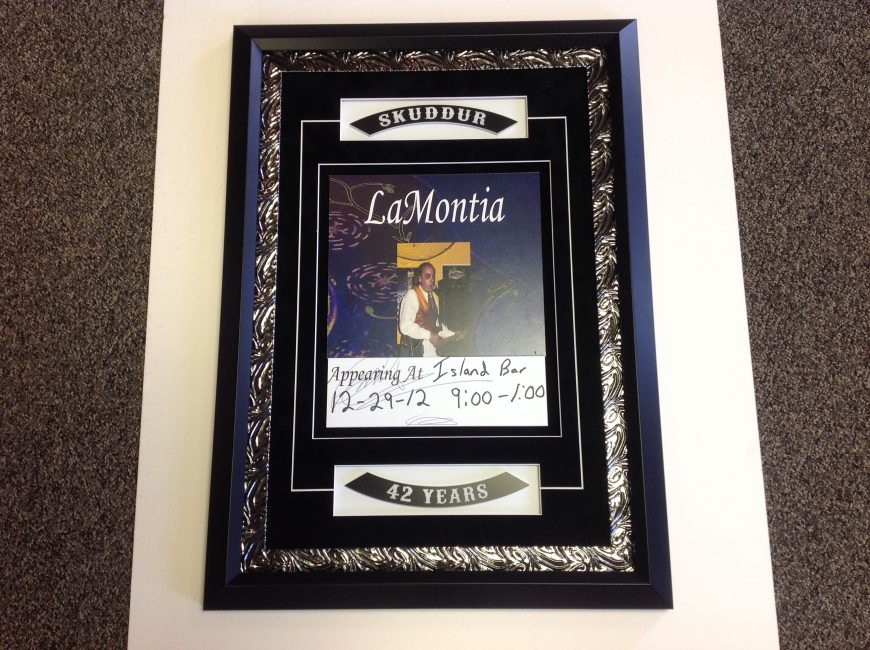 SKUDDUR
LaMontia
Appearing At Island Bar
12-29-12 9:00-1:00
42 YEARS